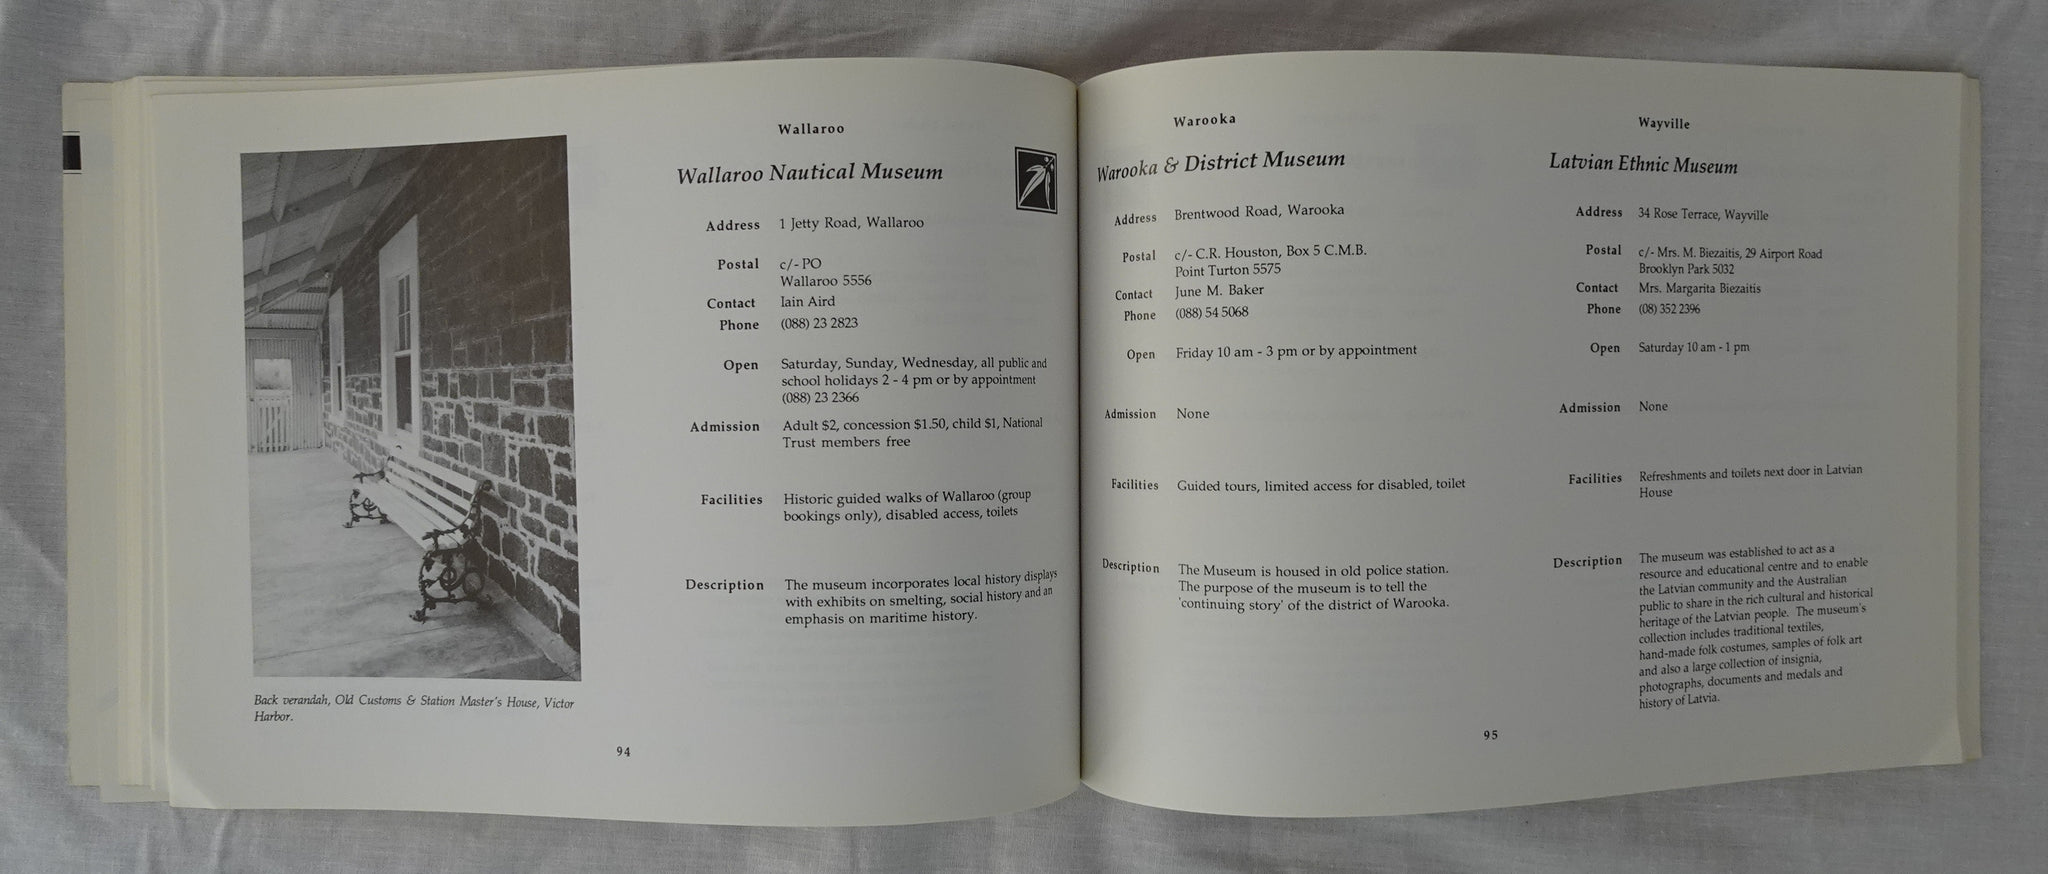 Back verandah, Old Customs & Station Master's House, Victor
Harbor.
Wallaroo
Wallaroo Nautical Museum
Address 1 Jetty Road, Wallaroo
Postal c/- PO
Wallaroo 5556
Contact Iain Aird
Phone (088) 23 2823
Open Saturday, Sunday, Wednesday, all public and
school holidays 2 - 4 pm or by appointment
(088) 23 2366
Admission Adult $2, concession $1.50, child $1, National
Trust members free
Facilities Historic guided walks of Wallaroo (group
bookings only), disabled access, toilets
Description The museum incorporates local history displays
with exhibits on smelting, social history and an
emphasis on maritime history.
94
Warooka
Warooka & District Museum
Address Brentwood Road, Warooka
Postal c/- C.R. Houston, Box 5 C.M.B.
Point Turton 5575
Contact June M. Baker
Phone (088) 54 5068
Open Friday 10 am - 3 pm or by appointment
Admission None
Facilities Guided tours, limited access for disabled, toilet
Description The Museum is housed in old police station.
The purpose of the museum is to tell the
'continuing story' of the district of Warooka.
Wayville
Latvian Ethnic Museum
Address 34 Rose Terrace, Wayville
Postal c/- Mrs. M. Biezaitis, 29 Airport Road
Brooklyn Park 5032
Contact Mrs. Margarita Biezaitis
Phone (08) 352 2396
Open Saturday 10 am - 1 pm
Admission None
Facilities Refreshments and toilets next door in Latvian
House
Description The museum was established to act as a
resource and educational centre and to enable
the Latvian community and the Australian
public to share in the rich cultural and historical
heritage of the Latvian people. The museum's
collection includes traditional textiles,
hand-made folk costumes, samples of folk art
and also a large collection of insignia,
photographs, documents and medals and
history of Latvia.
95